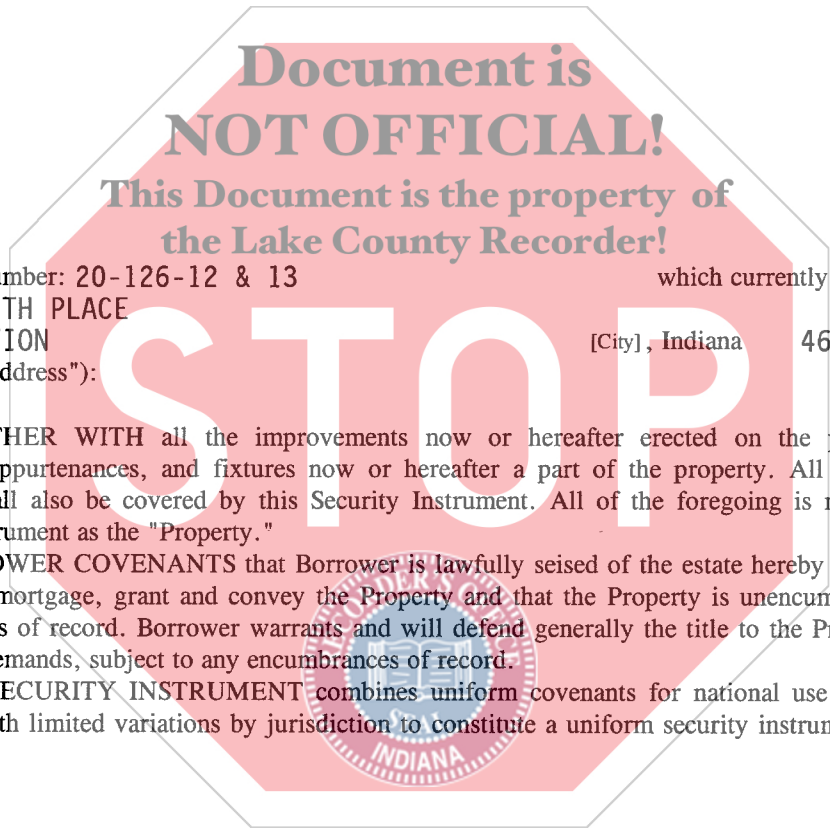 Document is
NOT OFFICIAL!
This Document is the property of
the Lake County Recorder!
mber: 20-126-12 & 13 which currently
TH PLACE
ION [City] , Indiana 46
ddress"):
STOP
THER WITH all the improvements now or hereafter erected on the
ppurtenances, and fixtures now or hereafter a part of the property. All
all also be covered by this Security Instrument. All of the foregoing is
rument as the "Property."
OWER COVENANTS that Borrower is lawfully seised of the estate hereby
mortgage, grant and convey the Property and that the Property is unencum
s of record. Borrower warrants and will defend generally the title to the Pr
emands, subject to any encumbrances of record.
ECURITY INSTRUMENT combines uniform covenants for national use
th limited variations by jurisdiction to constitute a uniform security instrum
SEAL
INDIANA